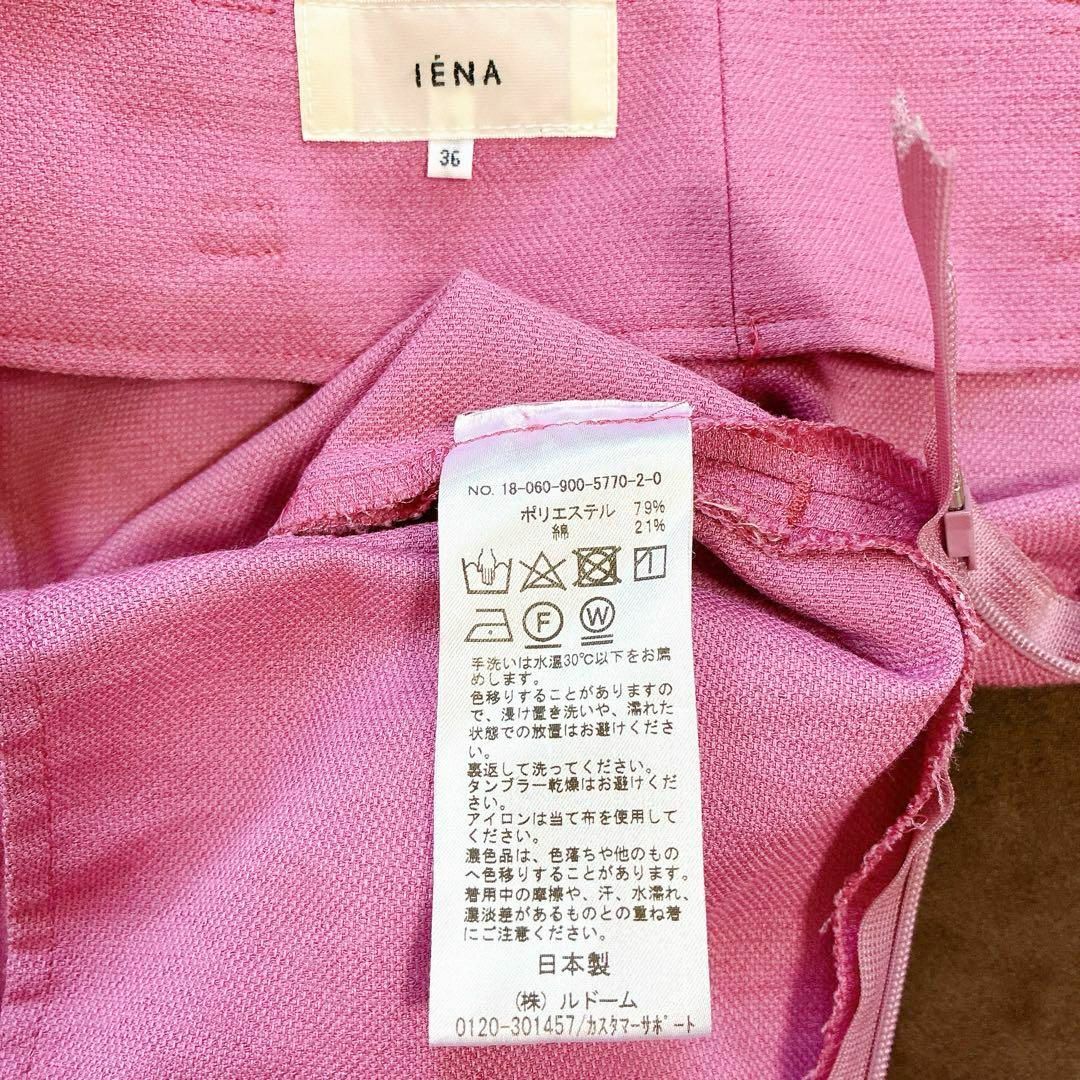 IÉNA
36
NO. 18-060-900-5770-2-0
ポリエステル 79%
綿 21%
F W
手洗いは水温30℃以下をお薦
めします。
色移りすることがありますの
で、浸け置き洗いや、濡れた
状態での放置はお避けくださ
い。
裏返して洗ってください。
タンブラー乾燥はお避けくだ
さい。
アイロンは当て布を使用して
ください。
濃色品は、色落ちや他のもの
へ色移りすることがあります。
着用中の摩擦や、汗、水濡れ、
濃淡差があるものとの重ね着
にご注意ください。
日本製
（株）ルドーム
0120-301457/カスタマーサポート